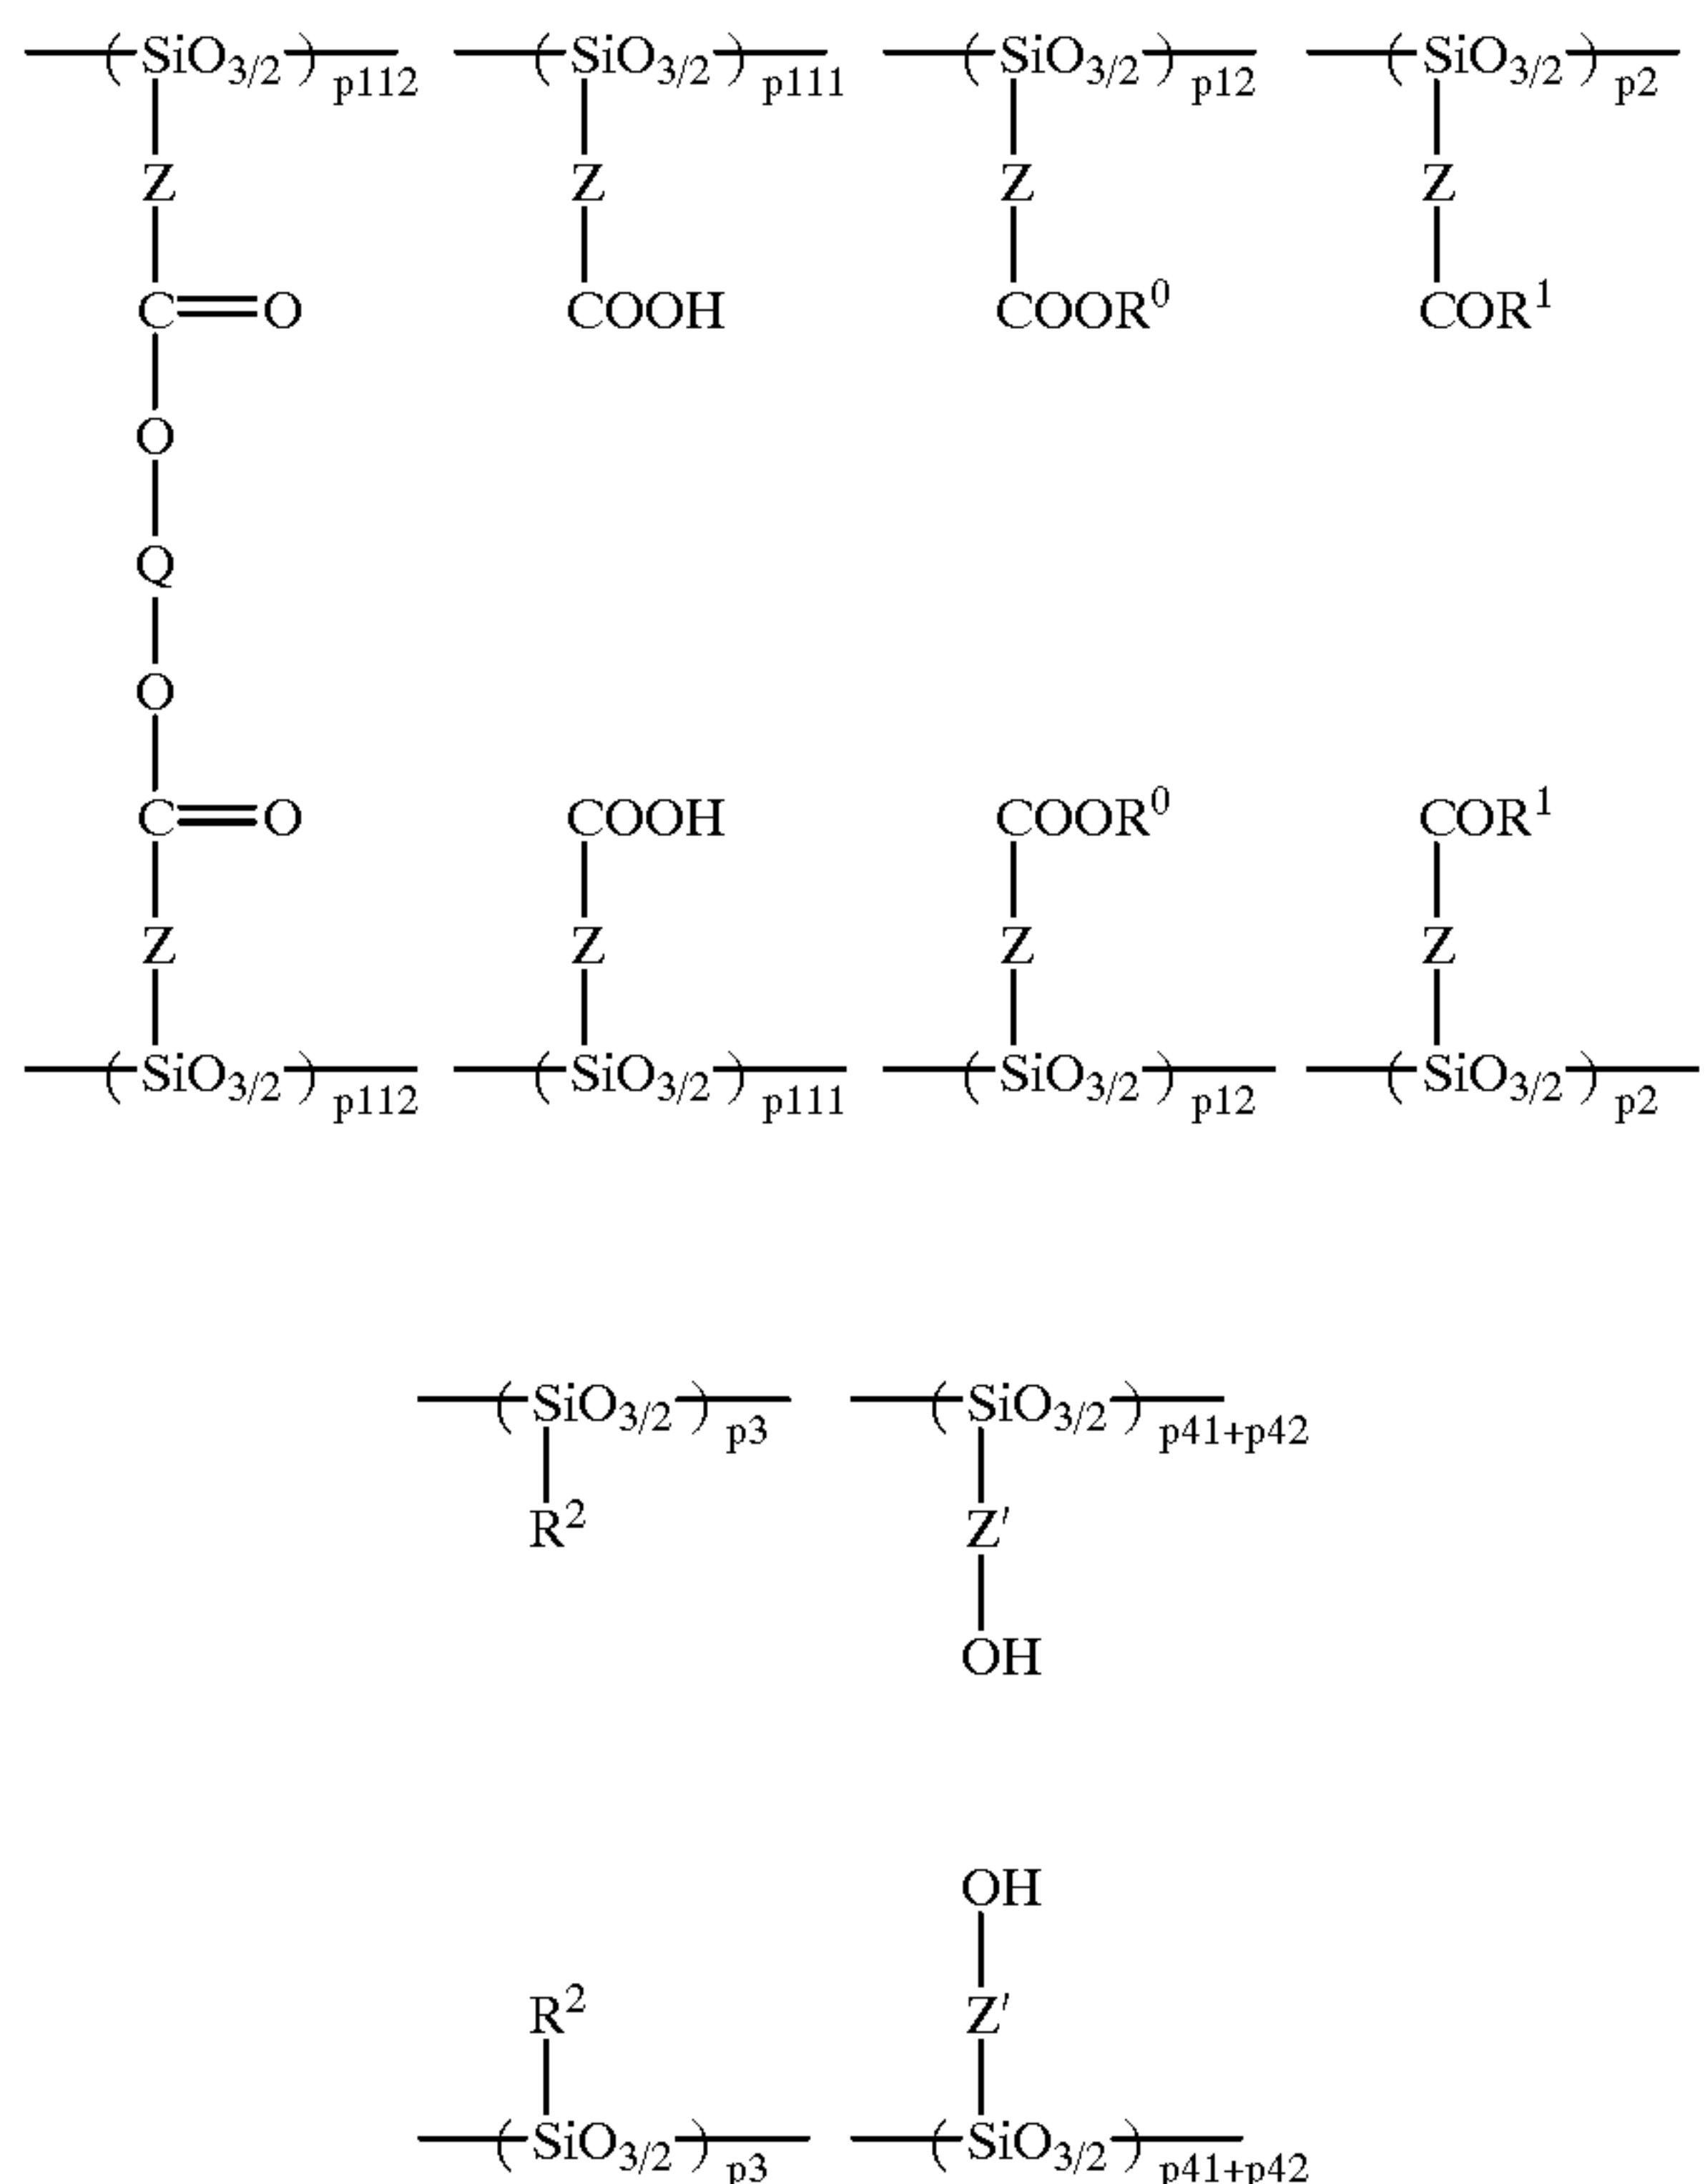 (SiO3/2)p112 (SiO3/2)p111 (SiO3/2)p12 (SiO3/2)p2
Z Z Z Z
C=O COOH COOR0 COR1
O
Q
O
C=O COOH COOR0 COR1
Z Z Z Z
(SiO3/2)p112 (SiO3/2)p111 (SiO3/2)p12 (SiO3/2)p2
(SiO3/2)p3 (SiO3/2)p41+p42
R2 Z'
OH
OH
R2 Z'
(SiO3/2)p3 (SiO3/2)p41+p42